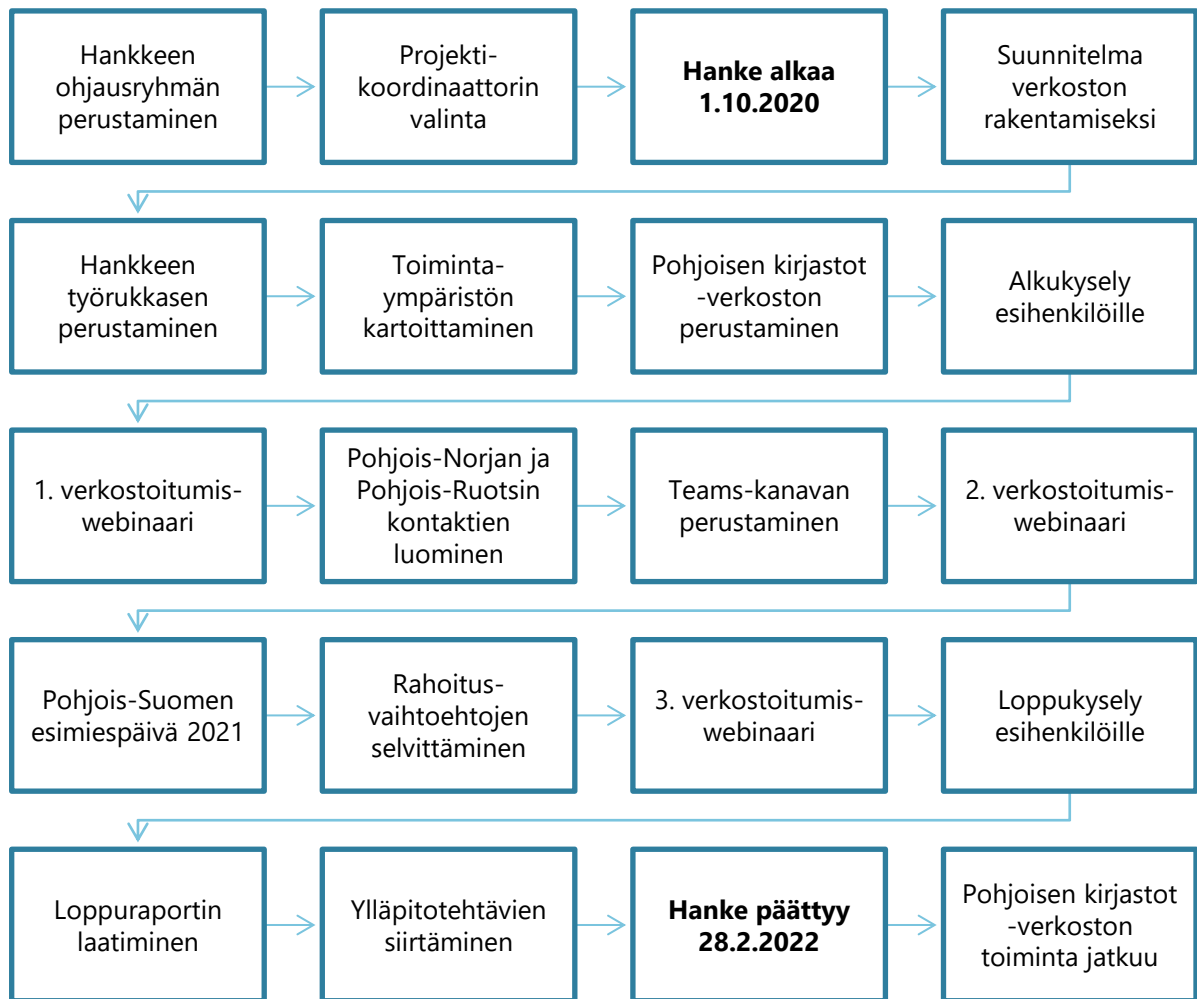 Hankkeen
ohjausryhmän
perustaminen
Projekti-
koordinaattorin
valinta
Hanke alkaa
1.10.2020
Suunnitelma
verkoston
rakentamiseksi
Hankkeen
työrukkasen
perustaminen
Toiminta-
ympäristön
kartoittaminen
Pohjoisen kirjastot
-verkoston
perustaminen
Alkukysely
esihenkilöille
1. verkostoitumis-
webinaari
Pohjois-Norjan ja
Pohjois-Ruotsin
kontaktien
luominen
Teams-kanavan
perustaminen
2. verkostoitumis-
webinaari
Pohjois-Suomen
esimiespäivä 2021
Rahoitus-
vaihtoehtojen
selvittäminen
3. verkostoitumis-
webinaari
Loppukysely
esihenkilöille
Loppuraportin
laatiminen
Ylläpitotehtävien
siirtäminen
Hanke päättyy
28.2.2022
Pohjoisen kirjastot
-verkoston
toiminta jatkuu